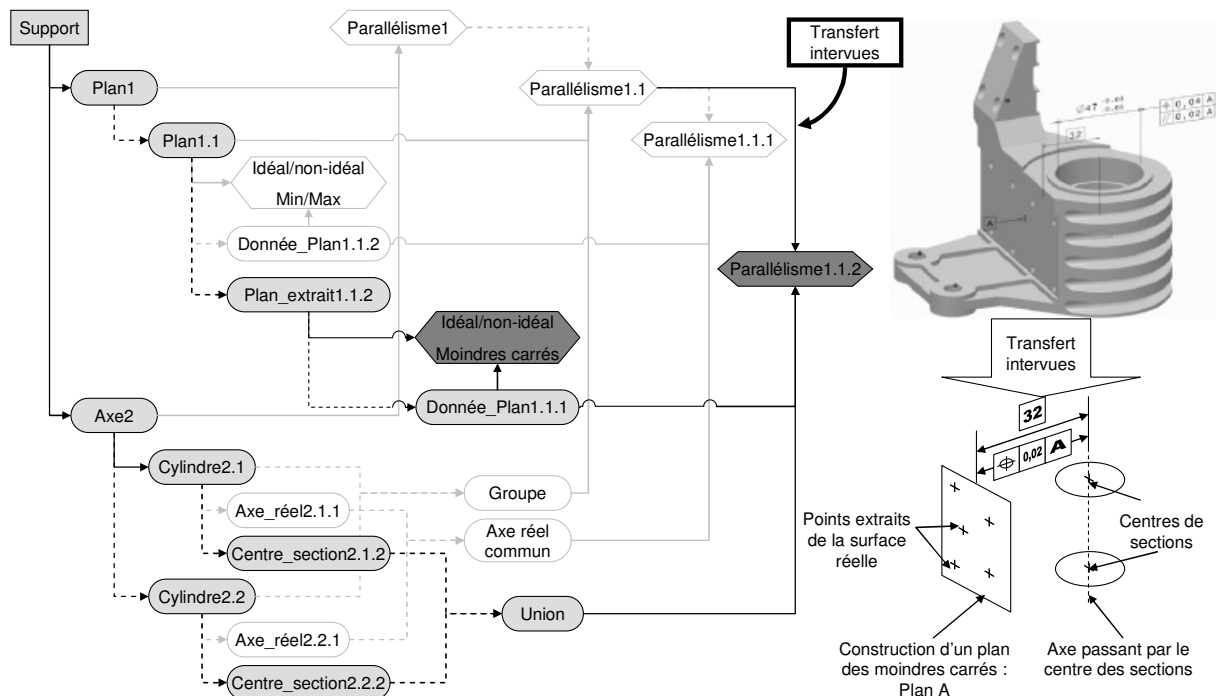 Support
Parallélisme1
Transfert
intervues
Plan1
Parallélisme1.1
Plan1.1
Parallélisme1.1.1
Idéal/non-idéal
Min/Max
Donnée_Plan1.1.2
Plan_extrait1.1.2
Parallélisme1.1.2
Idéal/non-idéal
Moindres carrés
Donnée_Plan1.1.1
Axe2
Cylindre2.1
Groupe
Axe_réel2.1.1
Axe réel
commun
Centre_section2.1.2
Cylindre2.2
Union
Axe_réel2.2.1
Centre_section2.2.2
32
0,04 A
// 0,02 A
A
Transfert
intervues
32
0,02 A
Points extraits
de la surface
réelle
Centres de
sections
Construction d'un plan
des moindres carrés :
Plan A
Axe passant par le
centre des sections